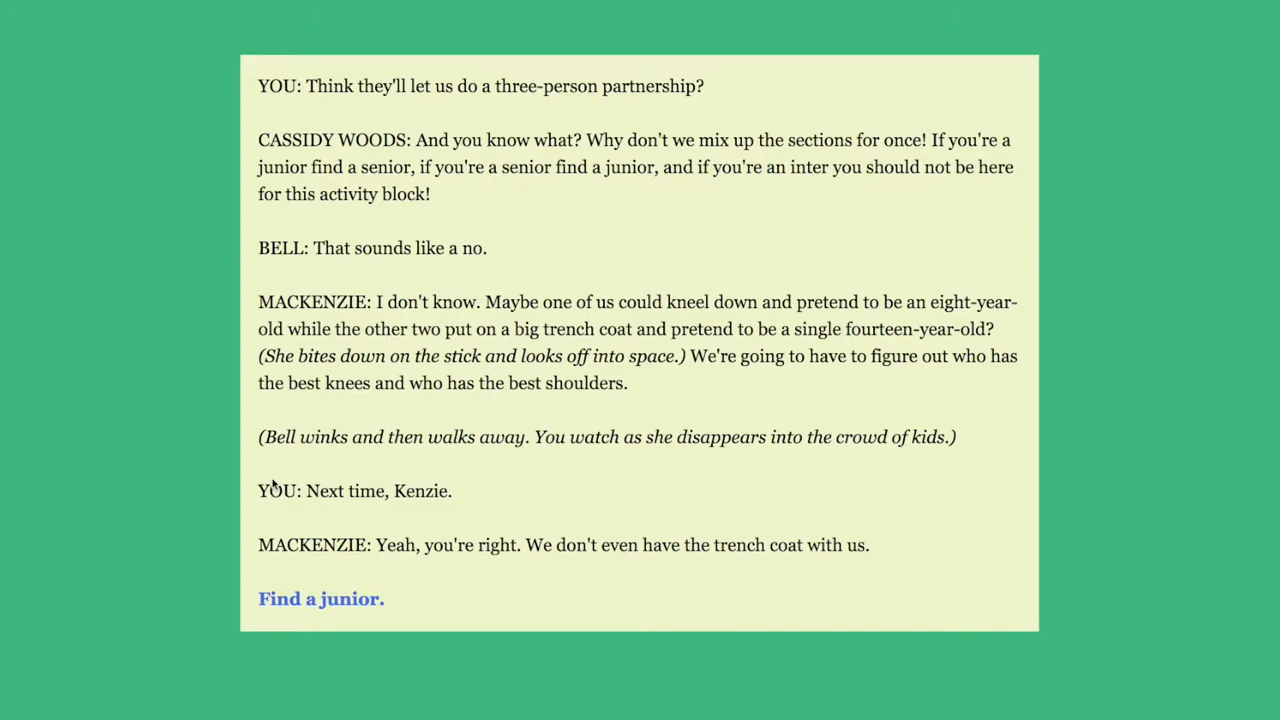 YOU: Think they'll let us do a three-person partnership?
CASSIDY WOODS: And you know what? Why don't we mix up the sections for once! If you're a
junior find a senior, if you're a senior find a junior, and if you're an inter you should not be here
for this activity block!
BELL: That sounds like a no.
MACKENZIE: I don't know. Maybe one of us could kneel down and pretend to be an eight-year-
old while the other two put on a big trench coat and pretend to be a single fourteen-year-old?
(She bites down on the stick and looks off into space.) We're going to have to figure out who has
the best knees and who has the best shoulders.
(Bell winks and then walks away. You watch as she disappears into the crowd of kids.)
YOU: Next time, Kenzie.
MACKENZIE: Yeah, you're right. We don't even have the trench coat with us.
Find a junior.